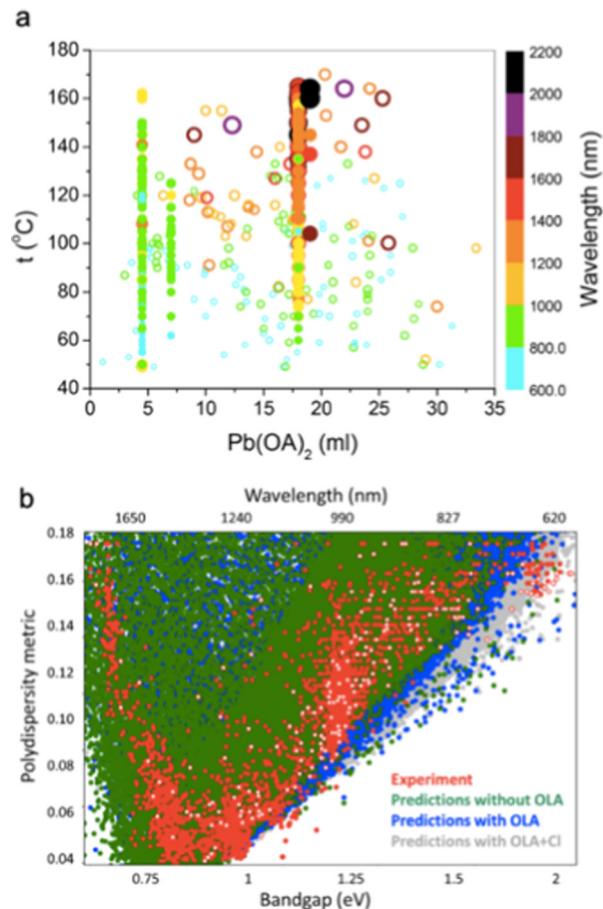 a
180
160
140
120
100
80
60
40
t (°C)
0 5 10 15 20 25 30 35
Pb(OA)2 (ml)
2200
2000
1800
1600
1400
1200
1000
800.0
600.0
Wavelength (nm)
b
Wavelength (nm)
1650 1240 990 827 620
0.18
0.16
0.14
0.12
0.10
0.08
0.06
0.04
Polydispersity metric
Experiment
Predictions without OLA
Predictions with OLA
Predictions with OLA+Cl
0.75 1 1.25 1.5 2
Bandgap (eV)